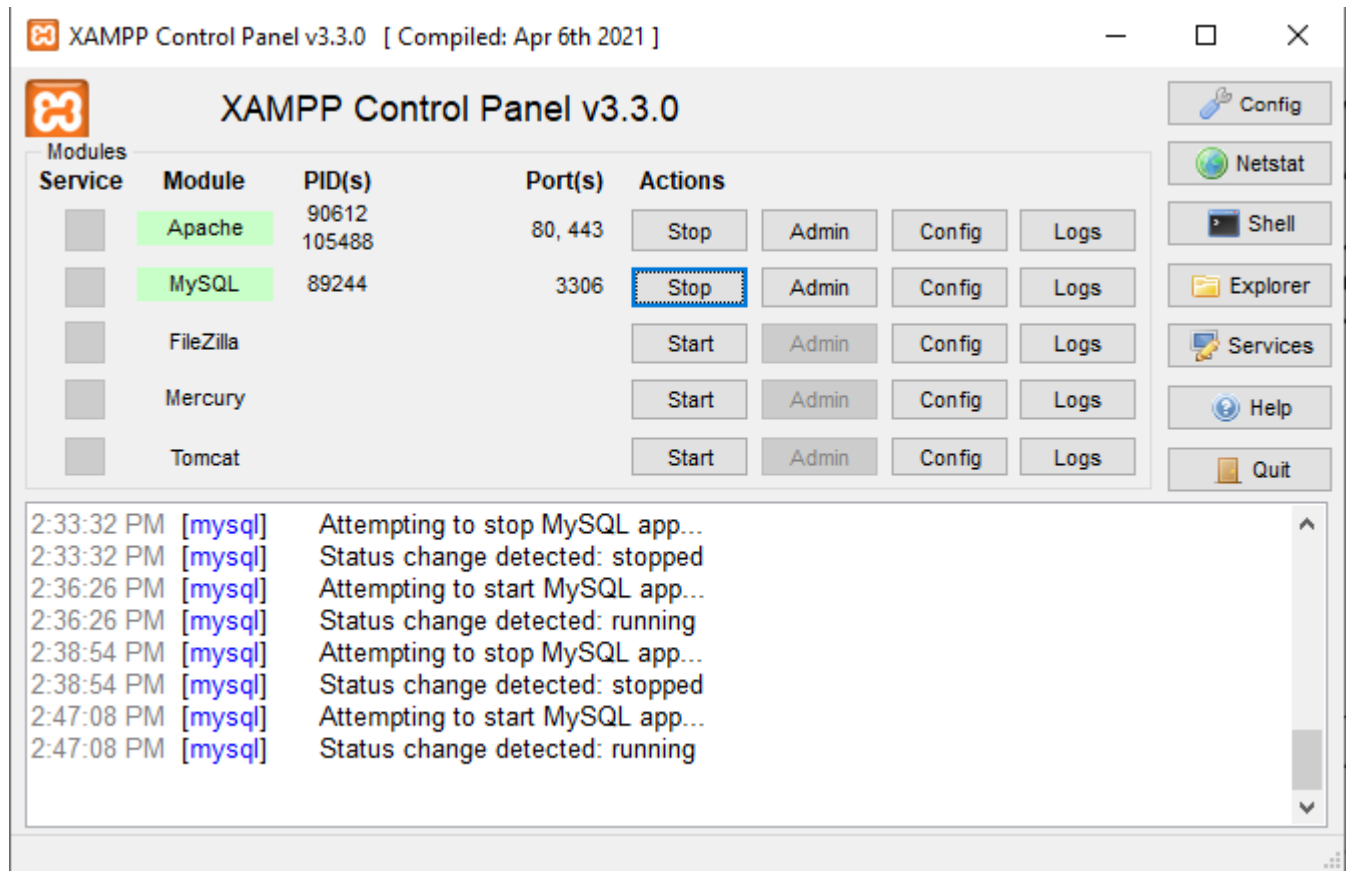 XAMPP Control Panel v3.3.0 [ Compiled: Apr 6th 2021 ]
XAMPP Control Panel v3.3.0
Config
Modules
Netstat
Service Module PID(s) Port(s) Actions
Apache 90612 105488 80, 443 Stop Admin Config Logs
Shell
MySQL 89244 3306 Stop Admin Config Logs
Explorer
FileZilla Start Admin Config Logs
Services
Mercury Start Admin Config Logs
Help
Tomcat Start Admin Config Logs
Quit
2:33:32 PM [mysql] Attempting to stop MySQL app...
2:33:32 PM [mysql] Status change detected: stopped
2:36:26 PM [mysql] Attempting to start MySQL app...
2:36:26 PM [mysql] Status change detected: running
2:38:54 PM [mysql] Attempting to stop MySQL app...
2:38:54 PM [mysql] Status change detected: stopped
2:47:08 PM [mysql] Attempting to start MySQL app...
2:47:08 PM [mysql] Status change detected: running